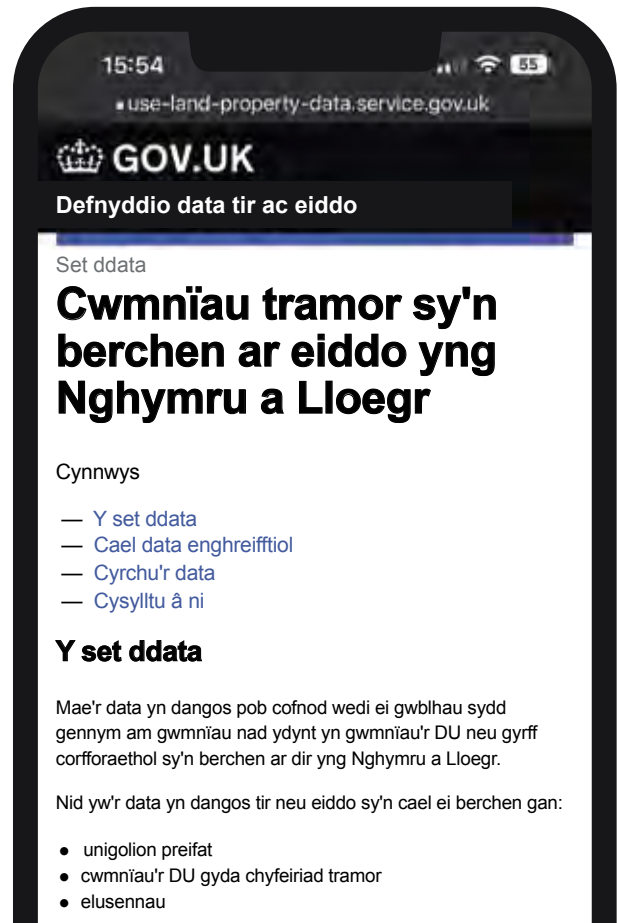 15:54
55
use-land-property-data.service.gov.uk
GOV.UK
Defnyddio data tir ac eiddo
Set ddata
Cwmnïau tramor sy'n
berchen ar eiddo yng
Nghymru a Lloegr
Cynnwys
— Y set ddata
— Cael data enghreifftiol
— Cyrchu'r data
— Cysylltu â ni
Y set ddata
Mae'r data yn dangos pob cofnod wedi ei gwblhau sydd
gennym am gwmnïau nad ydynt yn gwmnïau'r DU neu gyrff
corfforaethol sy'n berchen ar dir yng Nghymru a Lloegr.
Nid yw'r data yn dangos tir neu eiddo sy'n cael ei berchen gan:
● unigolion preifat
● cwmnïau'r DU gyda chyfeiriad tramor
● elusennau